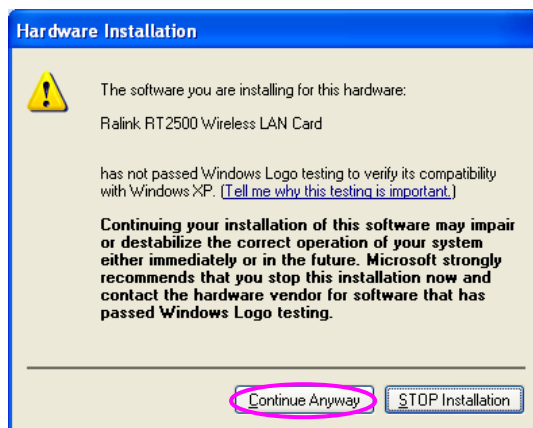 Hardware Installation
The software you are installing for this hardware:
Ralink RT2500 Wireless LAN Card
has not passed Windows Logo testing to verify its compatibility
with Windows XP. (Tell me why this testing is important.)
Continuing your installation of this software may impair
or destabilize the correct operation of your system
either immediately or in the future. Microsoft strongly
recommends that you stop this installation now and
contact the hardware vendor for software that has
passed Windows Logo testing.
Continue Anyway STOP Installation